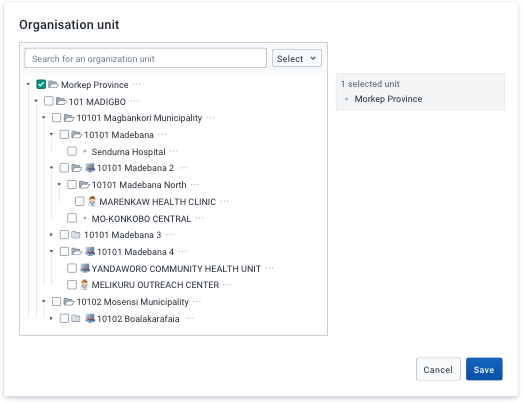 Organisation unit
Search for an organization unit
Select
Morkep Province ···
1 selected unit
Morkep Province
101 MADIGBO ···
10101 Magbankori Municipality ···
10101 Madebana ···
Senduma Hospital ···
10101 Madebana 2 ···
10101 Madebana North ···
MARENKAW HEALTH CLINIC ···
MO-KONKOBO CENTRAL ···
10101 Madebana 3 ···
10101 Madebana 4 ···
YANDAWORO COMMUNITY HEALTH UNIT ···
MELIKURU OUTREACH CENTER ···
10102 Mosensi Municipality ···
10102 Boalakarafaia ···
Cancel
Save